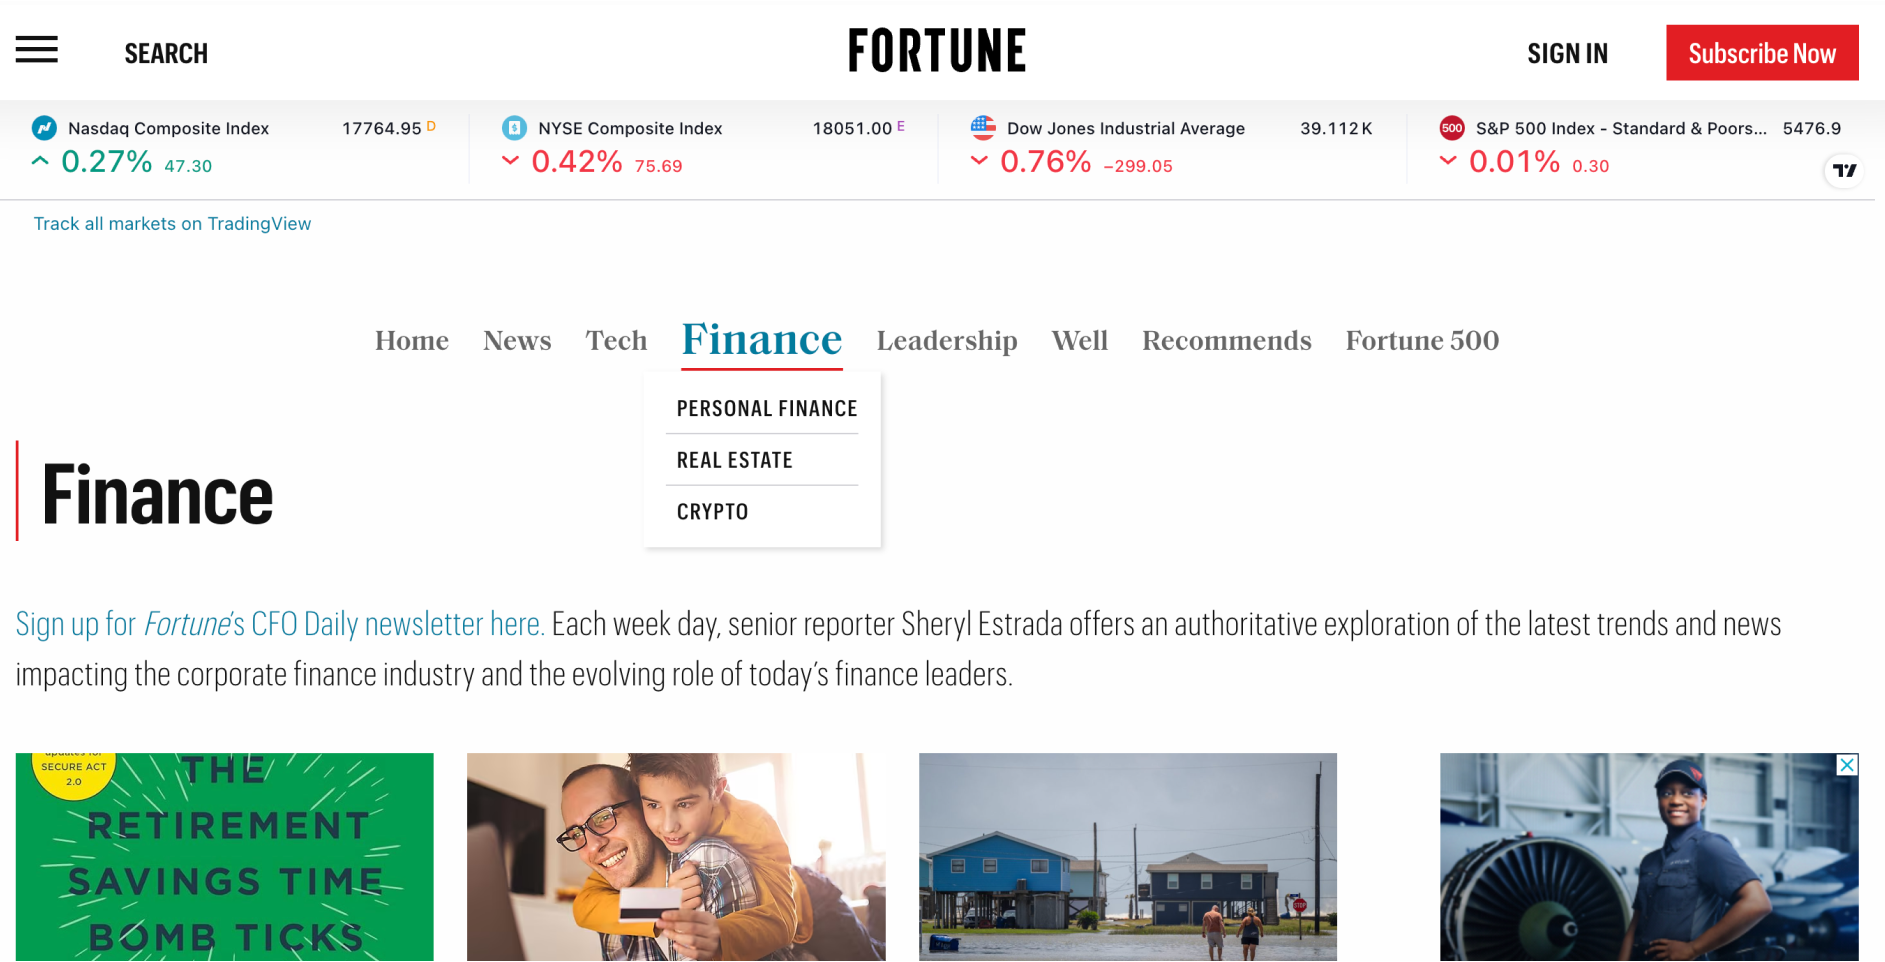 SEARCH
FORTUNE
SIGN IN
Subscribe Now
Nasdaq Composite Index 17764.95 D
0.27% 47.30
NYSE Composite Index 18051.00 E
0.42% 75.69
Dow Jones Industrial Average 39.112K
0.76% −299.05
500 S&P 500 Index - Standard & Poors... 5476.9
0.01% 0.30
Track all markets on TradingView
Home News Tech Finance Leadership Well Recommends Fortune 500
PERSONAL FINANCE
REAL ESTATE
CRYPTO
Finance
Sign up for Fortune's CFO Daily newsletter here. Each week day, senior reporter Sheryl Estrada offers an authoritative exploration of the latest trends and news
impacting the corporate finance industry and the evolving role of today's finance leaders.
updates for
SECURE ACT
2.0
THE
RETIREMENT
SAVINGS TIME
BOMB TICKS
STOP